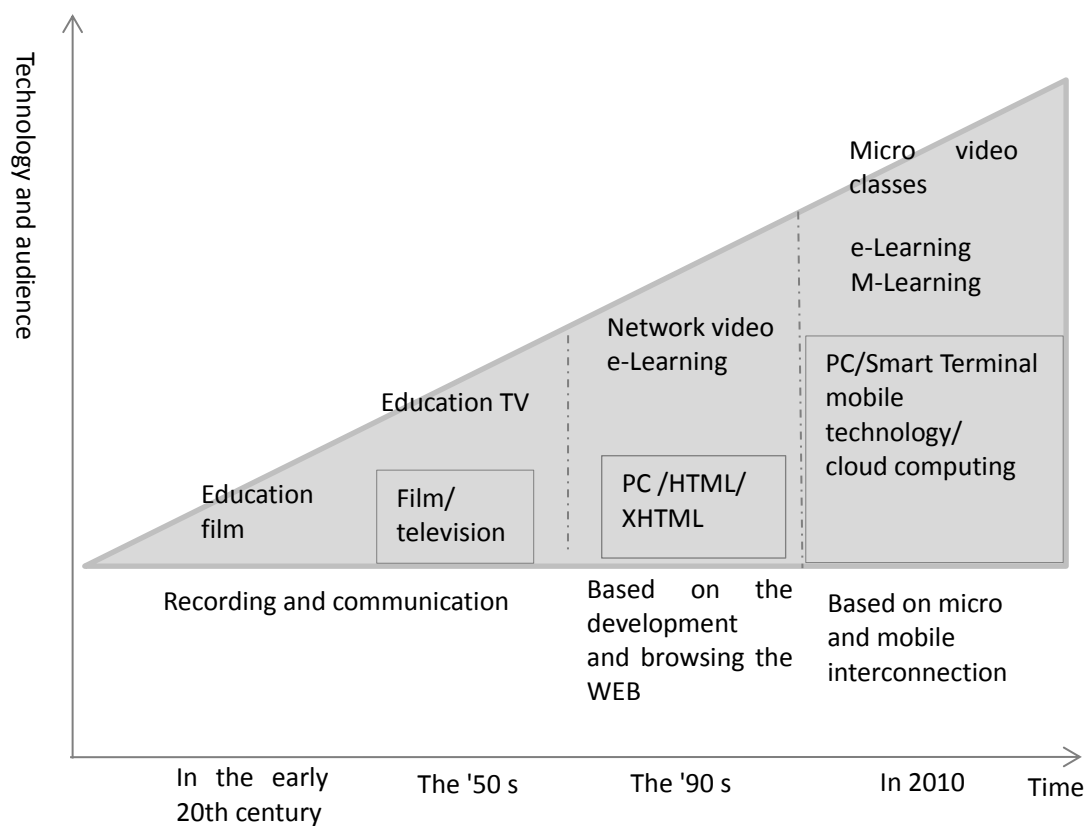 Technology and audience
Micro video
classes
e-Learning
M-Learning
Network video
e-Learning
PC/Smart Terminal
mobile
technology/
cloud computing
Education TV
Education
film
Film/
television
PC /HTML/
XHTML
Recording and communication
Based on the
development
and browsing the
WEB
Based on micro
and mobile
interconnection
In the early
20th century
The '50 s
The '90 s
In 2010
Time